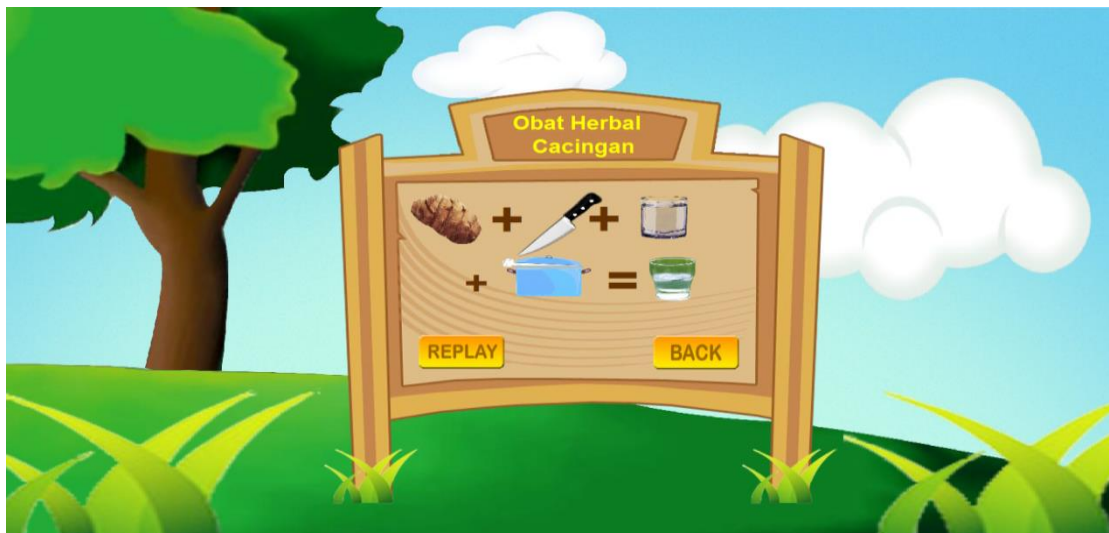 Obat Herbal
Cacingan
+ +
+ =
REPLAY BACK